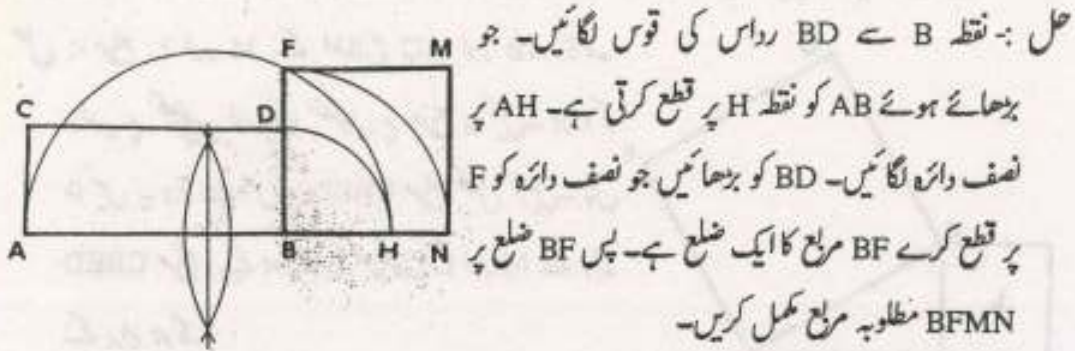 حل :- نقطہ B سے BD رداس کی قوس لگائیں۔ جو
بڑھائے ہوئے AB کو نقطہ H پر قطع کرتی ہے۔ AH پر
نصف دائرہ لگائیں۔ BD کو بڑھائیں جو نصف دائرہ کو F
پر قطع کرے BF مربع کا ایک ضلع ہے۔ پس BF ضلع پر
BFMN مطلوبہ مربع مکمل کریں۔
F M
C D
A B H N